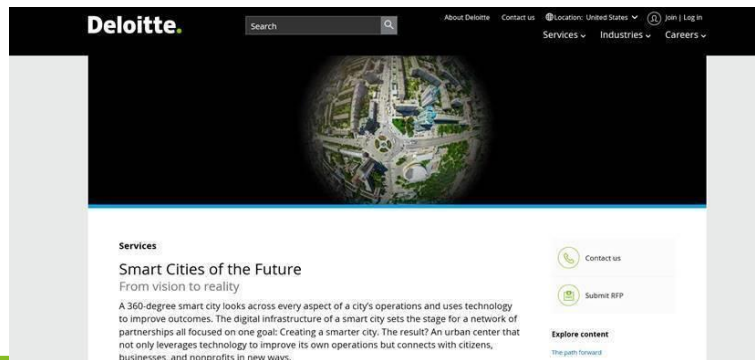 Deloitte.
Search
About Deloitte Contact us Location: United States Join | Log In
Services Industries Careers
Services
Smart Cities of the Future
From vision to reality
A 360-degree smart city looks across every aspect of a city's operations and uses technology
to improve outcomes. The digital infrastructure of a smart city sets the stage for a network of
partnerships all focused on one goal: Creating a smarter city. The result? An urban center that
not only leverages technology to improve its own operations but connects with citizens,
businesses, and nonprofits in new ways.
Contact us
Submit RFP
Explore content
The path forward